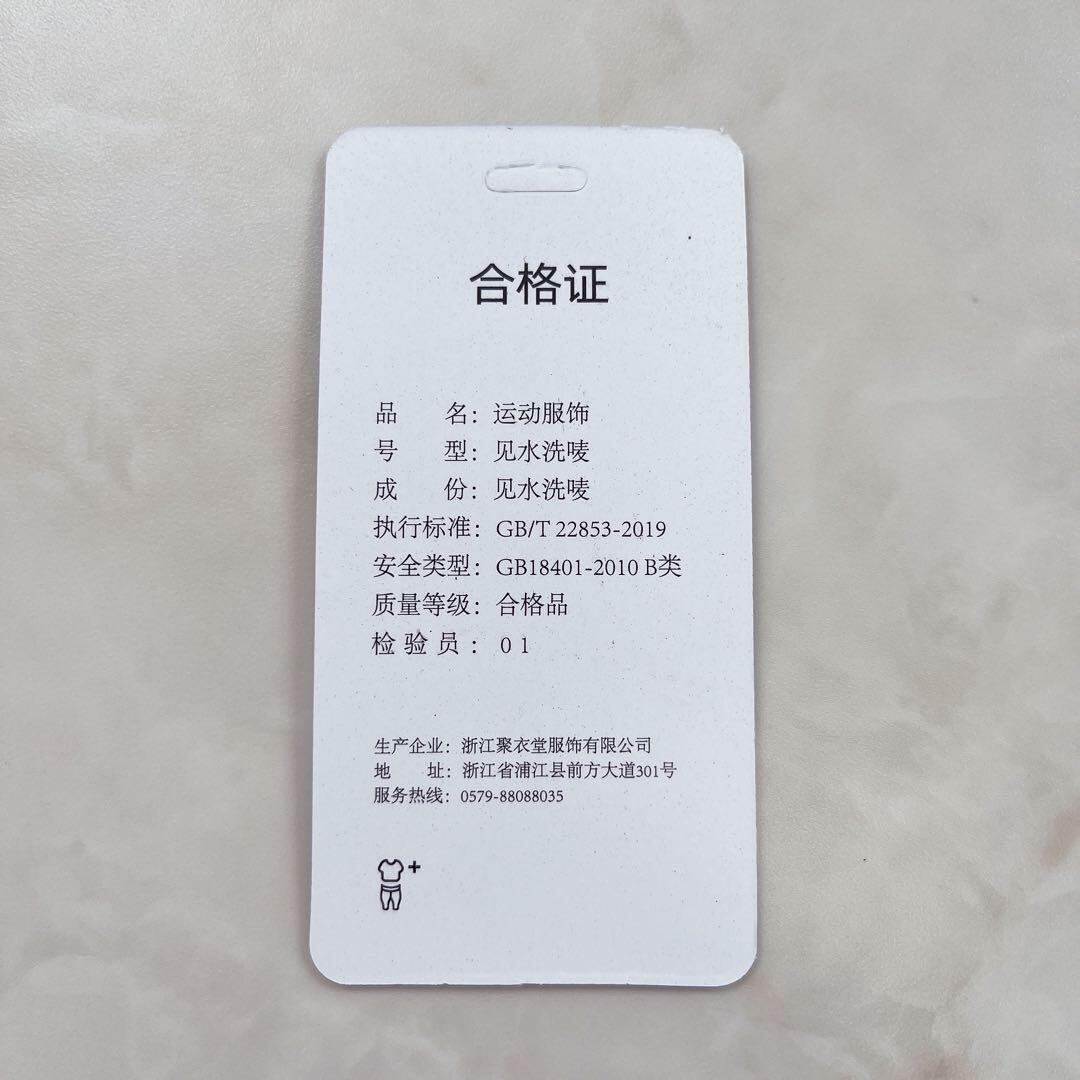 合格证
品 名：运动服饰
号 型：见水洗唛
成 份：见水洗唛
执行标准：GB/T 22853-2019
安全类型：GB18401-2010 B类
质量等级：合格品
检验员：01
生产企业：浙江聚衣堂服饰有限公司
地 址：浙江省浦江县前方大道301号
服务热线：0579-88088035